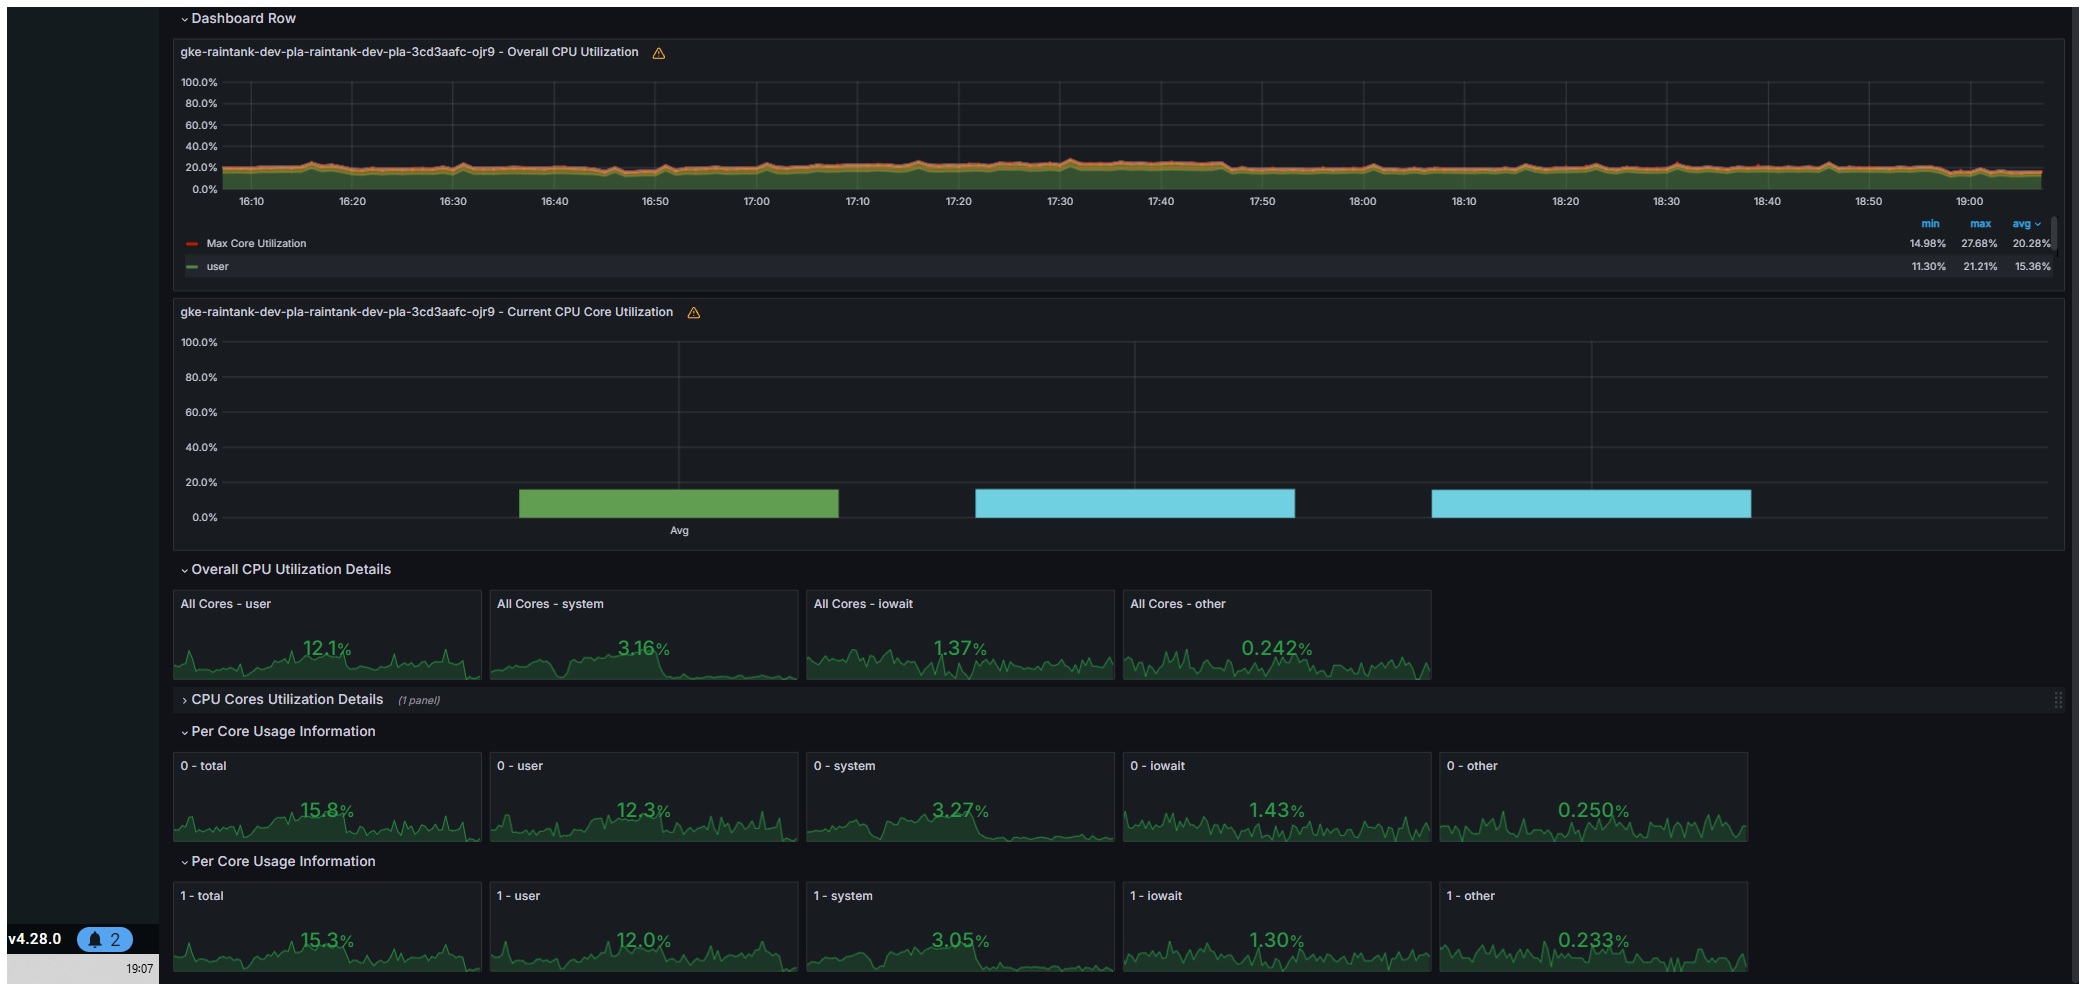 Dashboard Row
gke-raintank-dev-pla-raintank-dev-pla-3cd3aafc-ojr9 - Overall CPU Utilization
100.0%
80.0%
60.0%
40.0%
20.0%
0.0%
16:10 16:20 16:30 16:40 16:50 17:00 17:10 17:20 17:30 17:40 17:50 18:00 18:10 18:20 18:30 18:40 18:50 19:00
min max avg
Max Core Utilization 14.98% 27.68% 20.28%
user 11.30% 21.21% 15.36%
gke-raintank-dev-pla-raintank-dev-pla-3cd3aafc-ojr9 - Current CPU Core Utilization
100.0%
80.0%
60.0%
40.0%
20.0%
0.0%
Avg
Overall CPU Utilization Details
All Cores - user All Cores - system All Cores - iowait All Cores - other
12.1% 3.16% 1.37% 0.242%
CPU Cores Utilization Details (1 panel)
Per Core Usage Information
0 - total 0 - user 0 - system 0 - iowait 0 - other
15.8% 12.3% 3.27% 1.43% 0.250%
Per Core Usage Information
1 - total 1 - user 1 - system 1 - iowait 1 - other
15.3% 12.0% 3.05% 1.30% 0.233%
v4.28.0 2
19:07